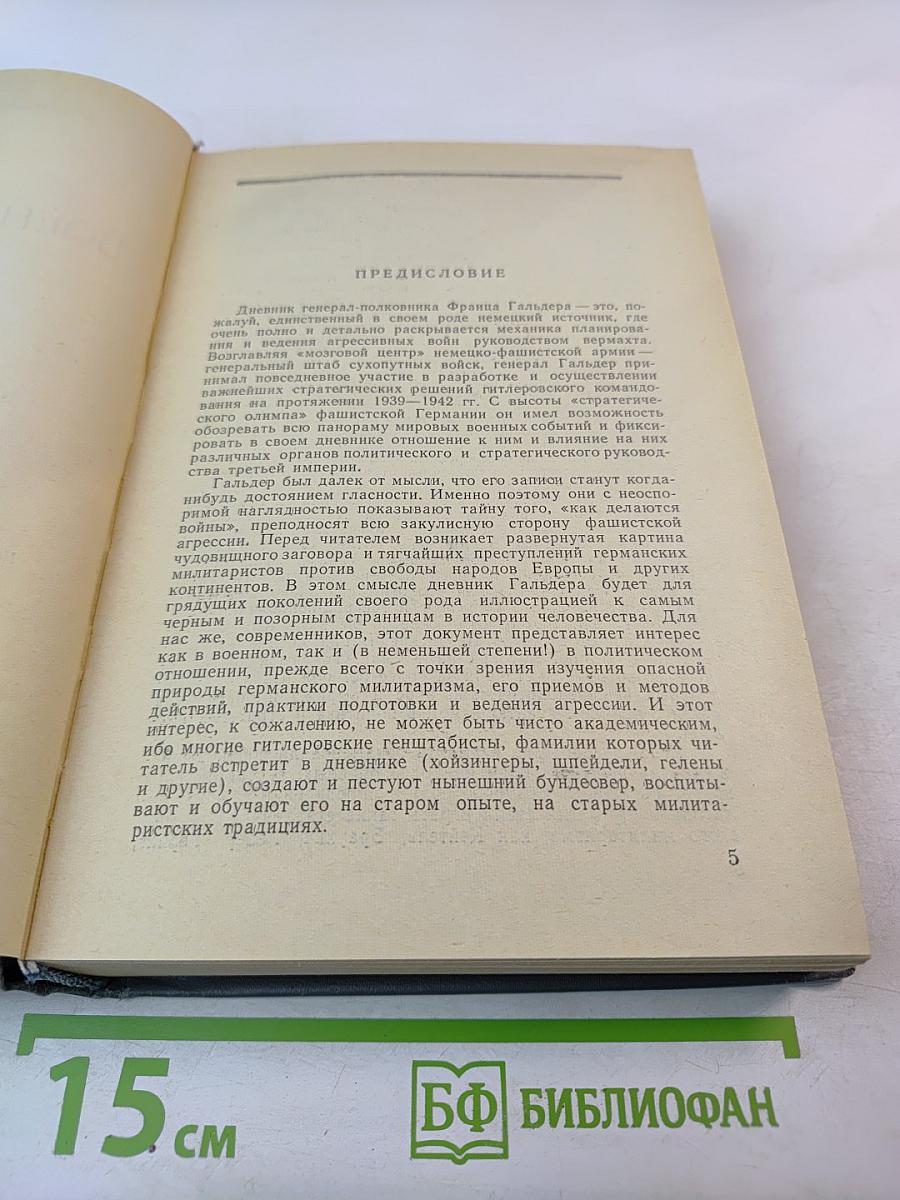 ПРЕДИСЛОВИЕ
Дневник генерал-полковника Франца Гальдера — это, по-
жалуй, единственный в своем роде немецкий источник, где
очень полно и детально раскрывается механика планирова-
ния и ведения агрессивных войн руководством вермахта.
Возглавляя «мозговой центр» немецко-фашистской армии —
генеральный штаб сухопутных войск, генерал Гальдер при-
нимал повседневное участие в разработке и осуществлении
важнейших стратегических решений гитлеровского командо-
вания на протяжении 1939—1942 гг. С высоты «стратегиче-
ского олимпа» фашистской Германии он имел возможность
обозревать всю панораму мировых военных событий и фикси-
ровать в своем дневнике отношение к ним и влияние на них
различных органов политического и стратегического руковод-
ства третьей империи.
Гальдер был далек от мысли, что его записи станут когда-
нибудь достоянием гласности. Именно поэтому они с неоспо-
римой наглядностью показывают тайну того, «как делаются
войны», преподносят всю закулисную сторону фашистской
агрессии. Перед читателем возникает развернутая картина
чудовищного заговора и тягчайших преступлений германских
милитаристов против свободы народов Европы и других
континентов. В этом смысле дневник Гальдера будет для
грядущих поколений своего рода иллюстрацией к самым
черным и позорным страницам в истории человечества. Для
нас же, современников, этот документ представляет интерес
как в военном, так и (в неменьшей степени!) в политическом
отношении, прежде всего с точки зрения изучения опасной
природы германского милитаризма, его приемов и методов
действий, практики подготовки и ведения агрессии. И этот
интерес, к сожалению, не может быть чисто академическим,
ибо многие гитлеровские генштабисты, фамилии которых чи-
татель встретит в дневнике (хойзингеры, шпейдели, гелены
и другие), создают и пестуют нынешний бундесвер, воспиты-
вают и обучают его на старом опыте, на старых милита-
ристских традициях.
5
15 см
БФ БИБЛИОФАН